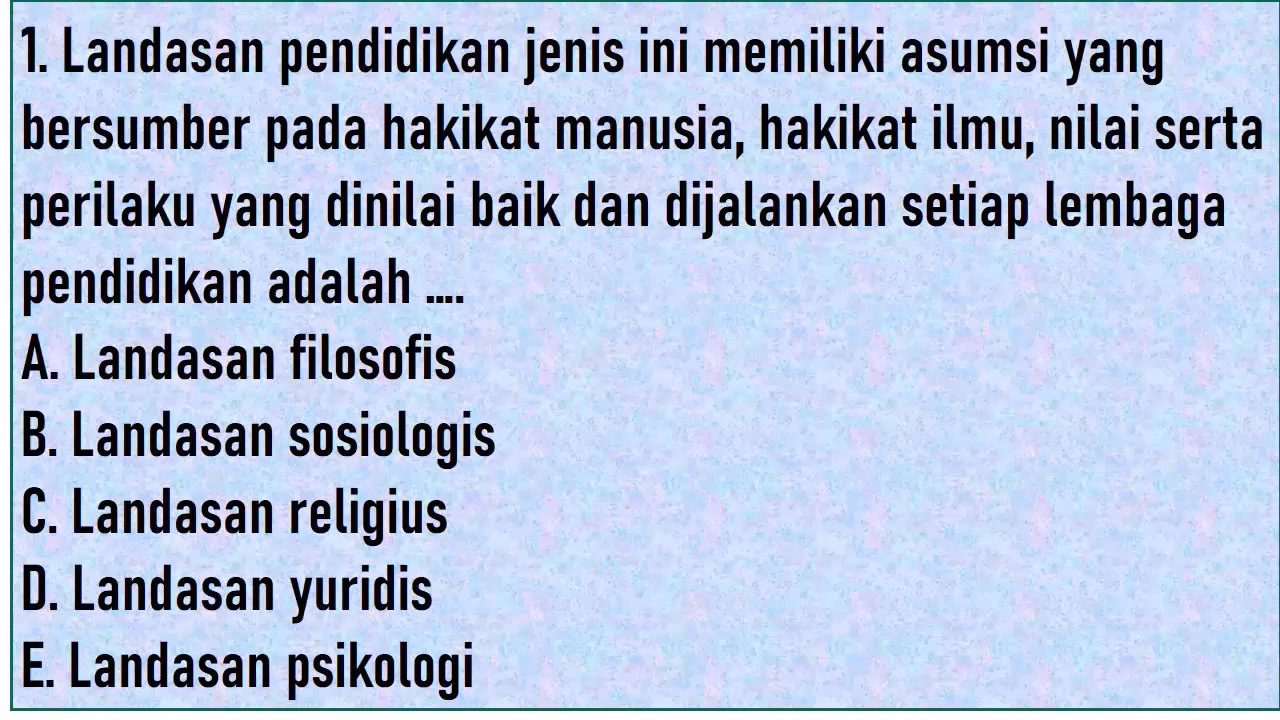 1. Landasan pendidikan jenis ini memiliki asumsi yang
bersumber pada hakikat manusia, hakikat ilmu, nilai serta
perilaku yang dinilai baik dan dijalankan setiap lembaga
pendidikan adalah ....
A. Landasan filosofis
B. Landasan sosiologis
C. Landasan religius
D. Landasan yuridis
E. Landasan psikologi